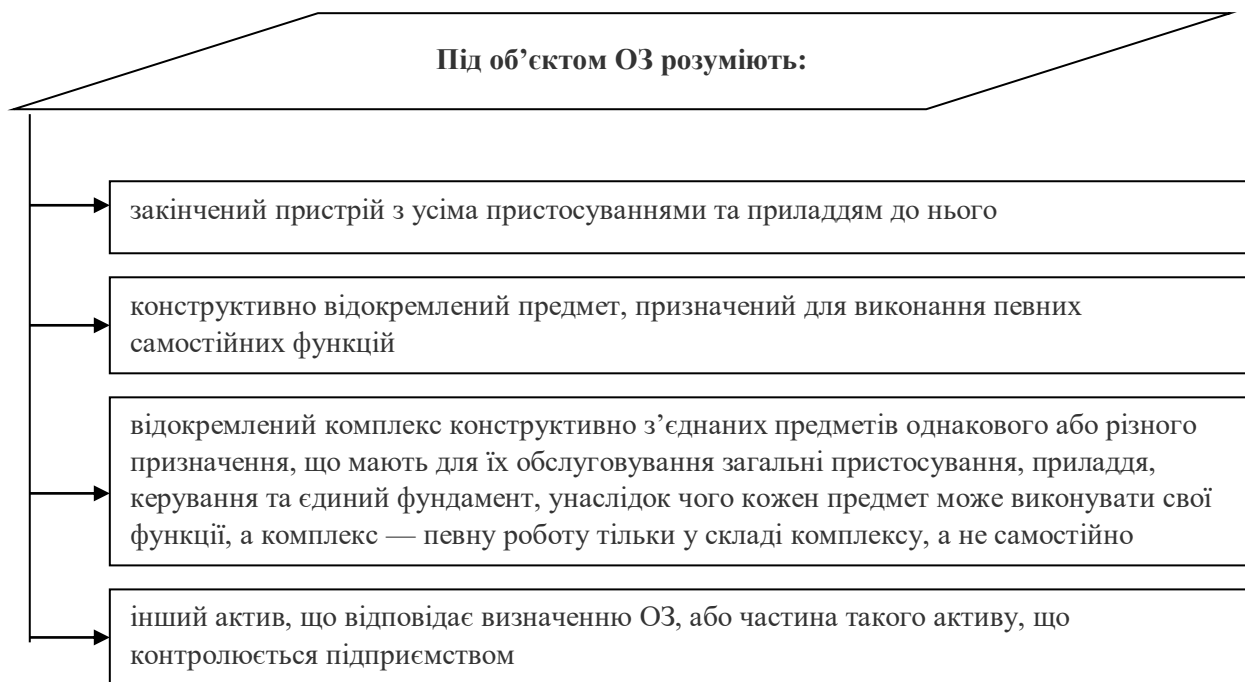 Під об’єктом ОЗ розуміють:
закінчений пристрій з усіма пристосуваннями та приладдям до нього
конструктивно відокремлений предмет, призначений для виконання певних
самостійних функцій
відокремлений комплекс конструктивно з’єднаних предметів однакового або різного
призначення, що мають для їх обслуговування загальні пристосування, приладдя,
керування та єдиний фундамент, унаслідок чого кожен предмет може виконувати свої
функції, а комплекс — певну роботу тільки у складі комплексу, а не самостійно
інший актив, що відповідає визначенню ОЗ, або частина такого активу, що
контролюється підприємством